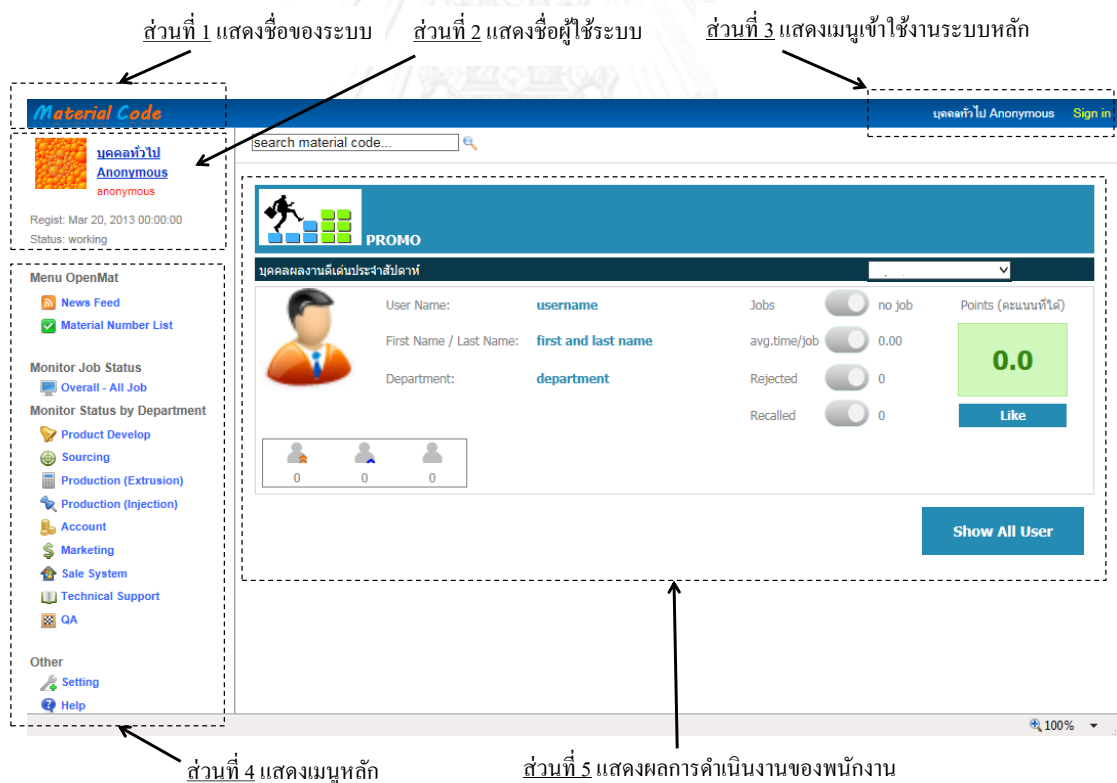 ส่วนที่ 1 แสดงชื่อของระบบ
ส่วนที่ 2 แสดงชื่อผู้ใช้ระบบ
ส่วนที่ 3 แสดงเมนูเข้าใช้งานระบบหลัก
Material Code
บุคคลทั่วไป Anonymous Sign in
บุคคลทั่วไป
Anonymous
anonymous
Regist: Mar 20, 2013 00:00:00
Status: working
search material code...
PROMO
บุคคลผลงานดีเด่นประจำสัปดาห์
User Name: username
First Name / Last Name: first and last name
Department: department
Jobs no job
avg.time/job 0.00
Rejected 0
Recalled 0
Points (คะแนนที่ได้)
0.0
Like
0 0 0
Show All User
Menu OpenMat
News Feed
Material Number List
Monitor Job Status
Overall - All Job
Monitor Status by Department
Product Develop
Sourcing
Production (Extrusion)
Production (Injection)
Account
Marketing
Sale System
Technical Support
QA
Other
Setting
Help
100%
ส่วนที่ 4 แสดงเมนูหลัก
ส่วนที่ 5 แสดงผลการดำเนินงานของพนักงาน